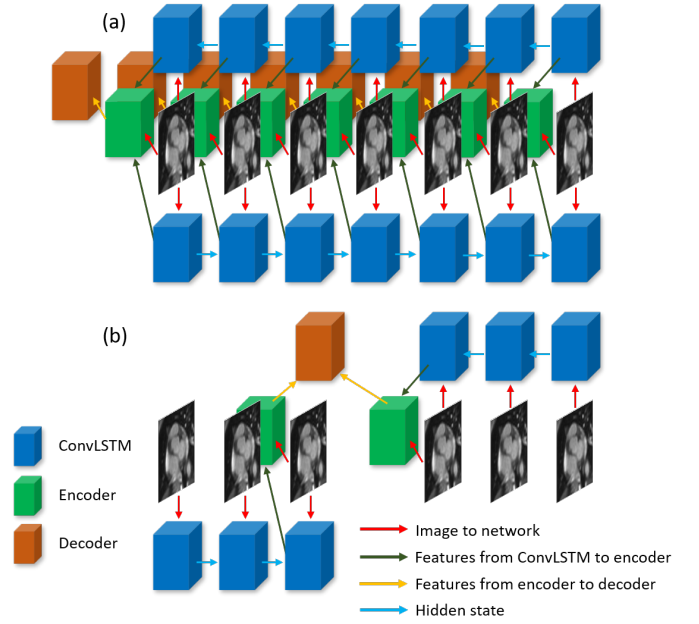 (a)
(b)
ConvLSTM
Encoder
Decoder
Image to network
Features from ConvLSTM to encoder
Features from encoder to decoder
Hidden state